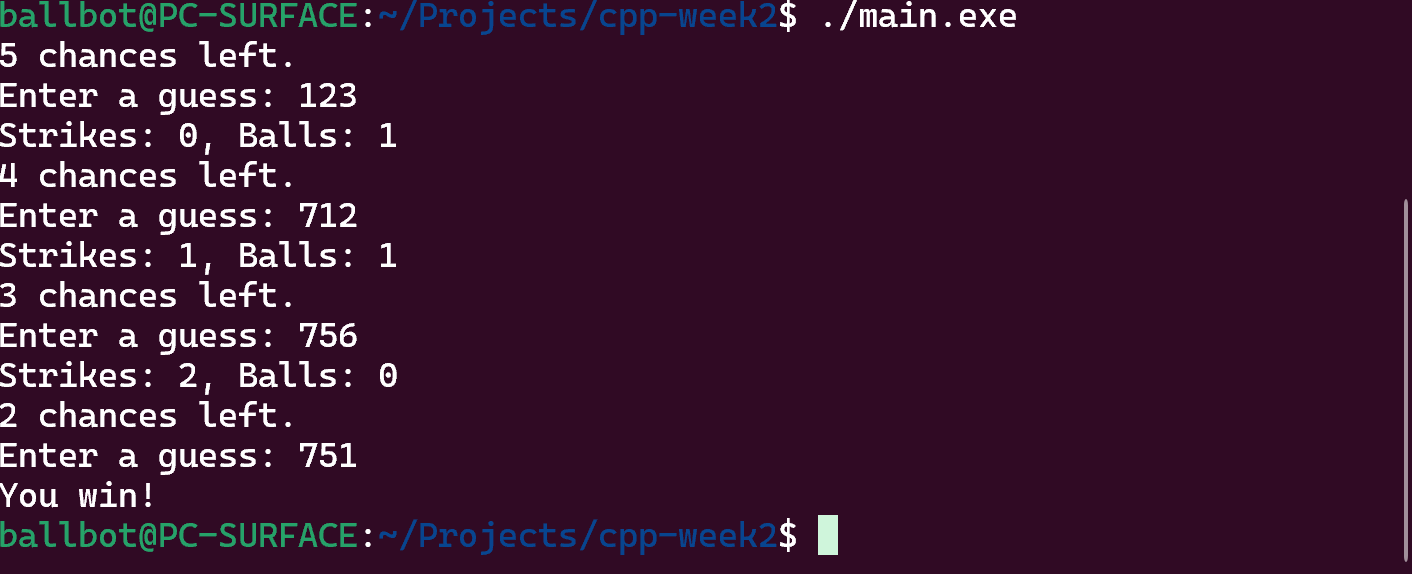 ballbot@PC-SURFACE:~/Projects/cpp-week2$ ./main.exe
5 chances left.
Enter a guess: 123
Strikes: 0, Balls: 1
4 chances left.
Enter a guess: 712
Strikes: 1, Balls: 1
3 chances left.
Enter a guess: 756
Strikes: 2, Balls: 0
2 chances left.
Enter a guess: 751
You win!
ballbot@PC-SURFACE:~/Projects/cpp-week2$